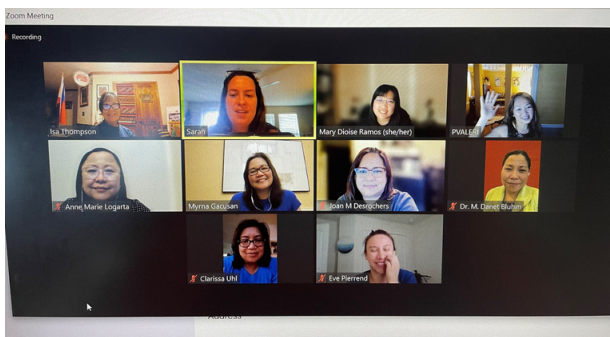 Zoom Meeting
Recording
Isa Thompson
Sarah
Mary Dioise Ramos (she/her)
PVALERI
Anne Marie Logarta
Myrna Gacusan
Joan M Desrochers
Dr. M. Danet Bluhm
Clarissa Uhl
Eve Pierrend
Address